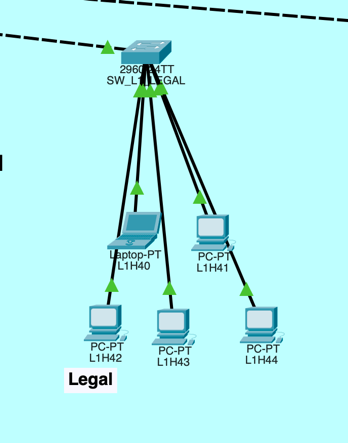 2960-24TT
SW_L1_LEGAL
Laptop-PT
L1H40
PC-PT
L1H41
PC-PT
L1H42
PC-PT
L1H43
PC-PT
L1H44
Legal